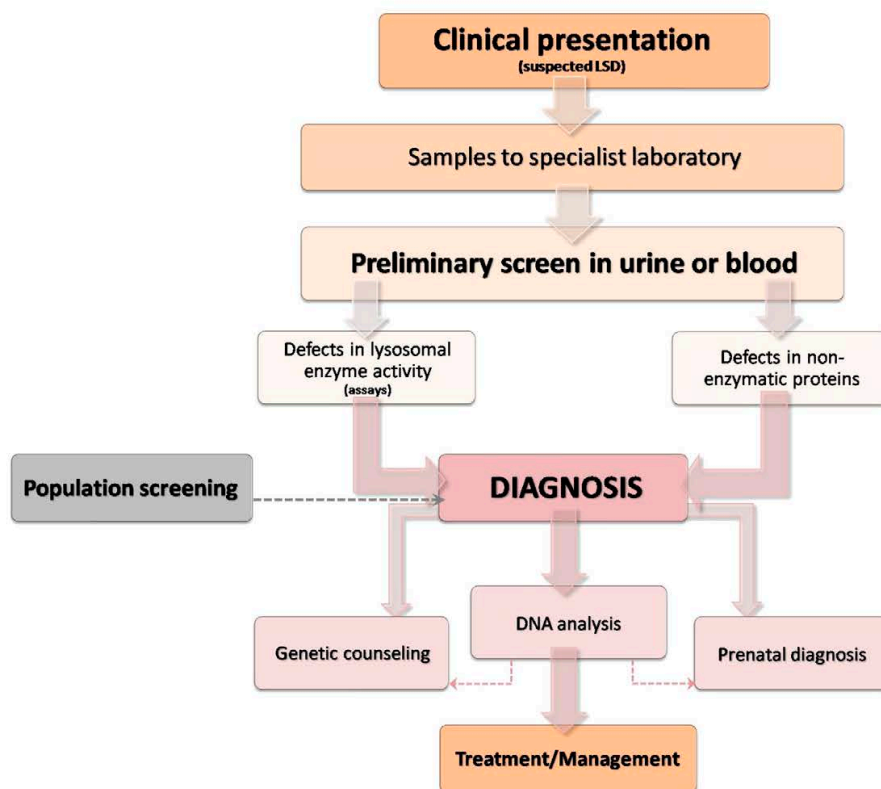 Clinical presentation
(suspected LSD)
Samples to specialist laboratory
Preliminary screen in urine or blood
Defects in lysosomal
enzyme activity
(assays)
Defects in non-
enzymatic proteins
Population screening
DIAGNOSIS
Genetic counseling
DNA analysis
Prenatal diagnosis
Treatment/Management